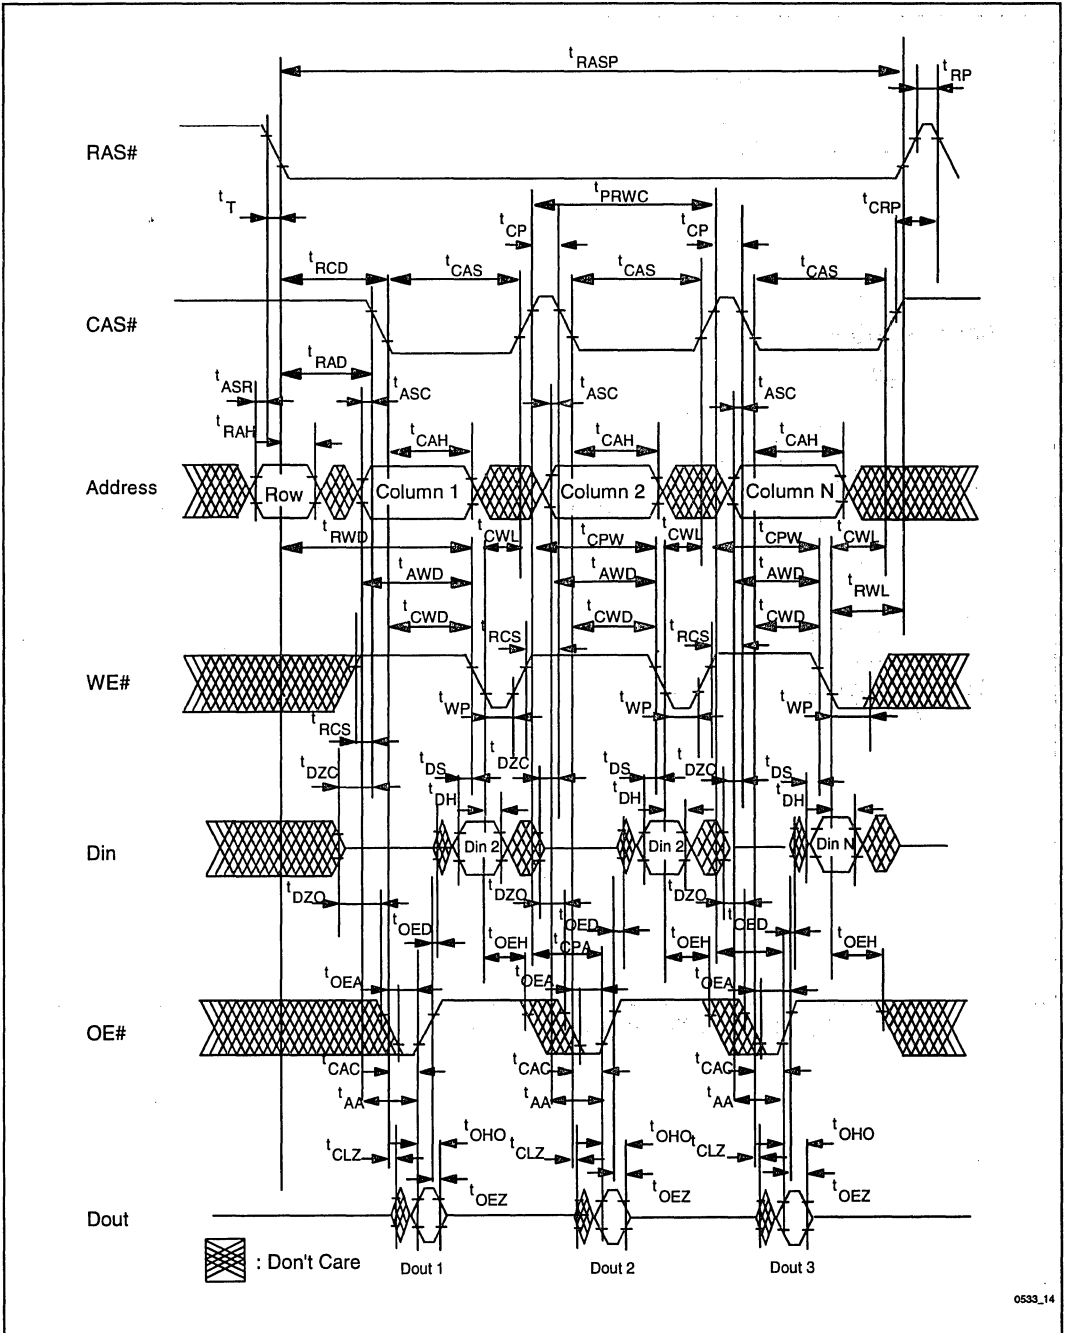 tRASP
tRP
RAS#
tT
tPRWC
tCRP
tCP
tCP
tRCD
tCAS
tCAS
tCAS
CAS#
tRAD
tASR
tASC
tASC
tASC
tRAH
tCAH
tCAH
tCAH
Address
Row
Column 1
Column 2
Column N
tRWD
tCWL
tCPW
tCWL
tCPW
tCWL
tAWD
tAWD
tAWD
tRWL
tCWD
tCWD
tCWD
tRCS
tRCS
WE#
tWP
tWP
tWP
tRCS
tDZC
tDS
tDZC
tDS
tDZC
tDS
tDH
tDH
tDH
Din
Din 2
Din 2
Din N
tDZO
tDZO
tDZO
tOED
tOED
tOED
tOEH
tCPA
tOEH
tOEH
tOEA
tOEA
tOEA
OE#
tCAC
tCAC
tCAC
tAA
tAA
tAA
tCLZ
tOHO
tCLZ
tOHO
tCLZ
tOHO
tOEZ
tOEZ
tOEZ
Dout
: Don't Care
Dout 1
Dout 2
Dout 3
0533_14